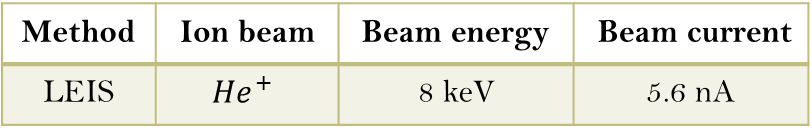 Method Ion beam Beam energy Beam current
LEIS He⁺ 8 keV 5.6 nA